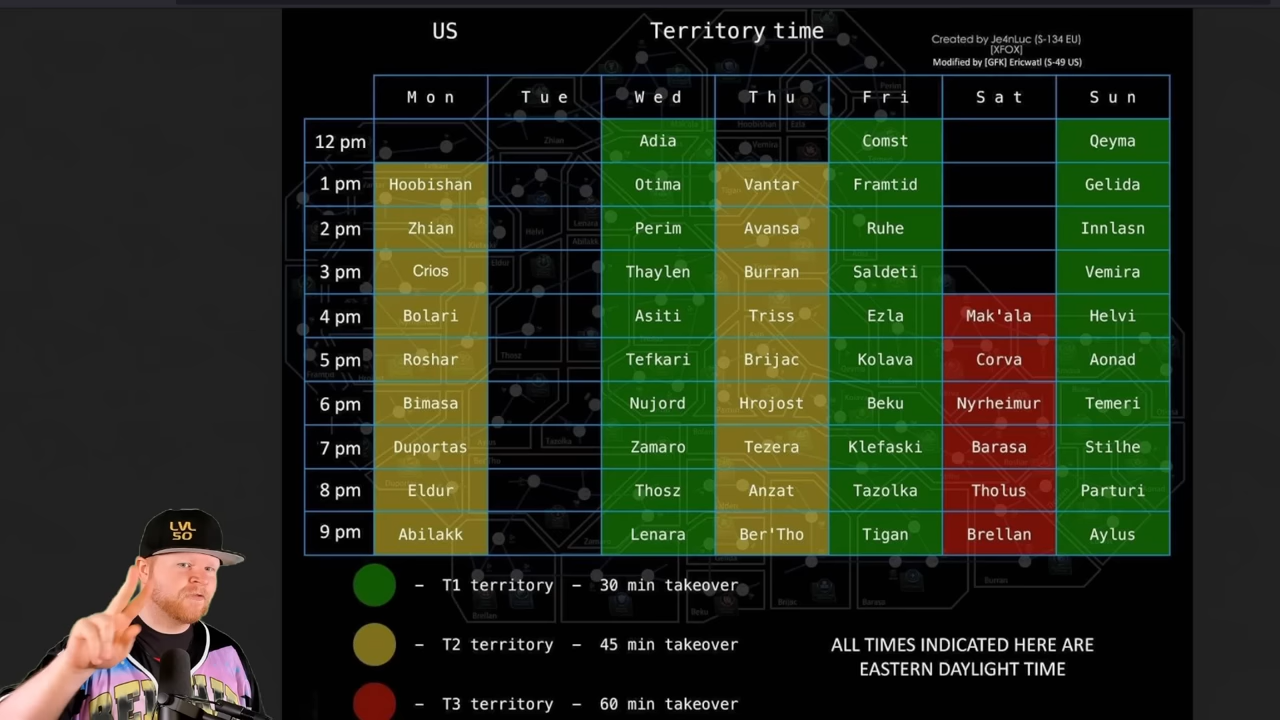 US Territory time
Created by Je4nLuc (S-134 EU)
[XFOX]
Modified by [GFK] Ericwatl (S-49 US)
Mon Tue Wed Thu Fri Sat Sun
12 pm Adia Comst Qeyma
1 pm Hoobishan Otima Vantar Framtid Gelida
2 pm Zhian Perim Avansa Ruhe Innlasn
3 pm Crios Thaylen Burran Saldeti Vemira
4 pm Bolari Asiti Triss Ezla Mak'ala Helvi
5 pm Roshar Tefkari Brijac Kolava Corva Aonad
6 pm Bimasa Nujord Hrojost Beku Nyrheimur Temeri
7 pm Duportas Zamaro Tezera Klefaski Barasa Stilhe
8 pm Eldur Thosz Anzat Tazolka Tholus Parturi
9 pm Abilakk Lenara Ber'Tho Tigan Brellan Aylus
– T1 territory – 30 min takeover
– T2 territory – 45 min takeover
– T3 territory – 60 min takeover
ALL TIMES INDICATED HERE ARE
EASTERN DAYLIGHT TIME
LVL
50